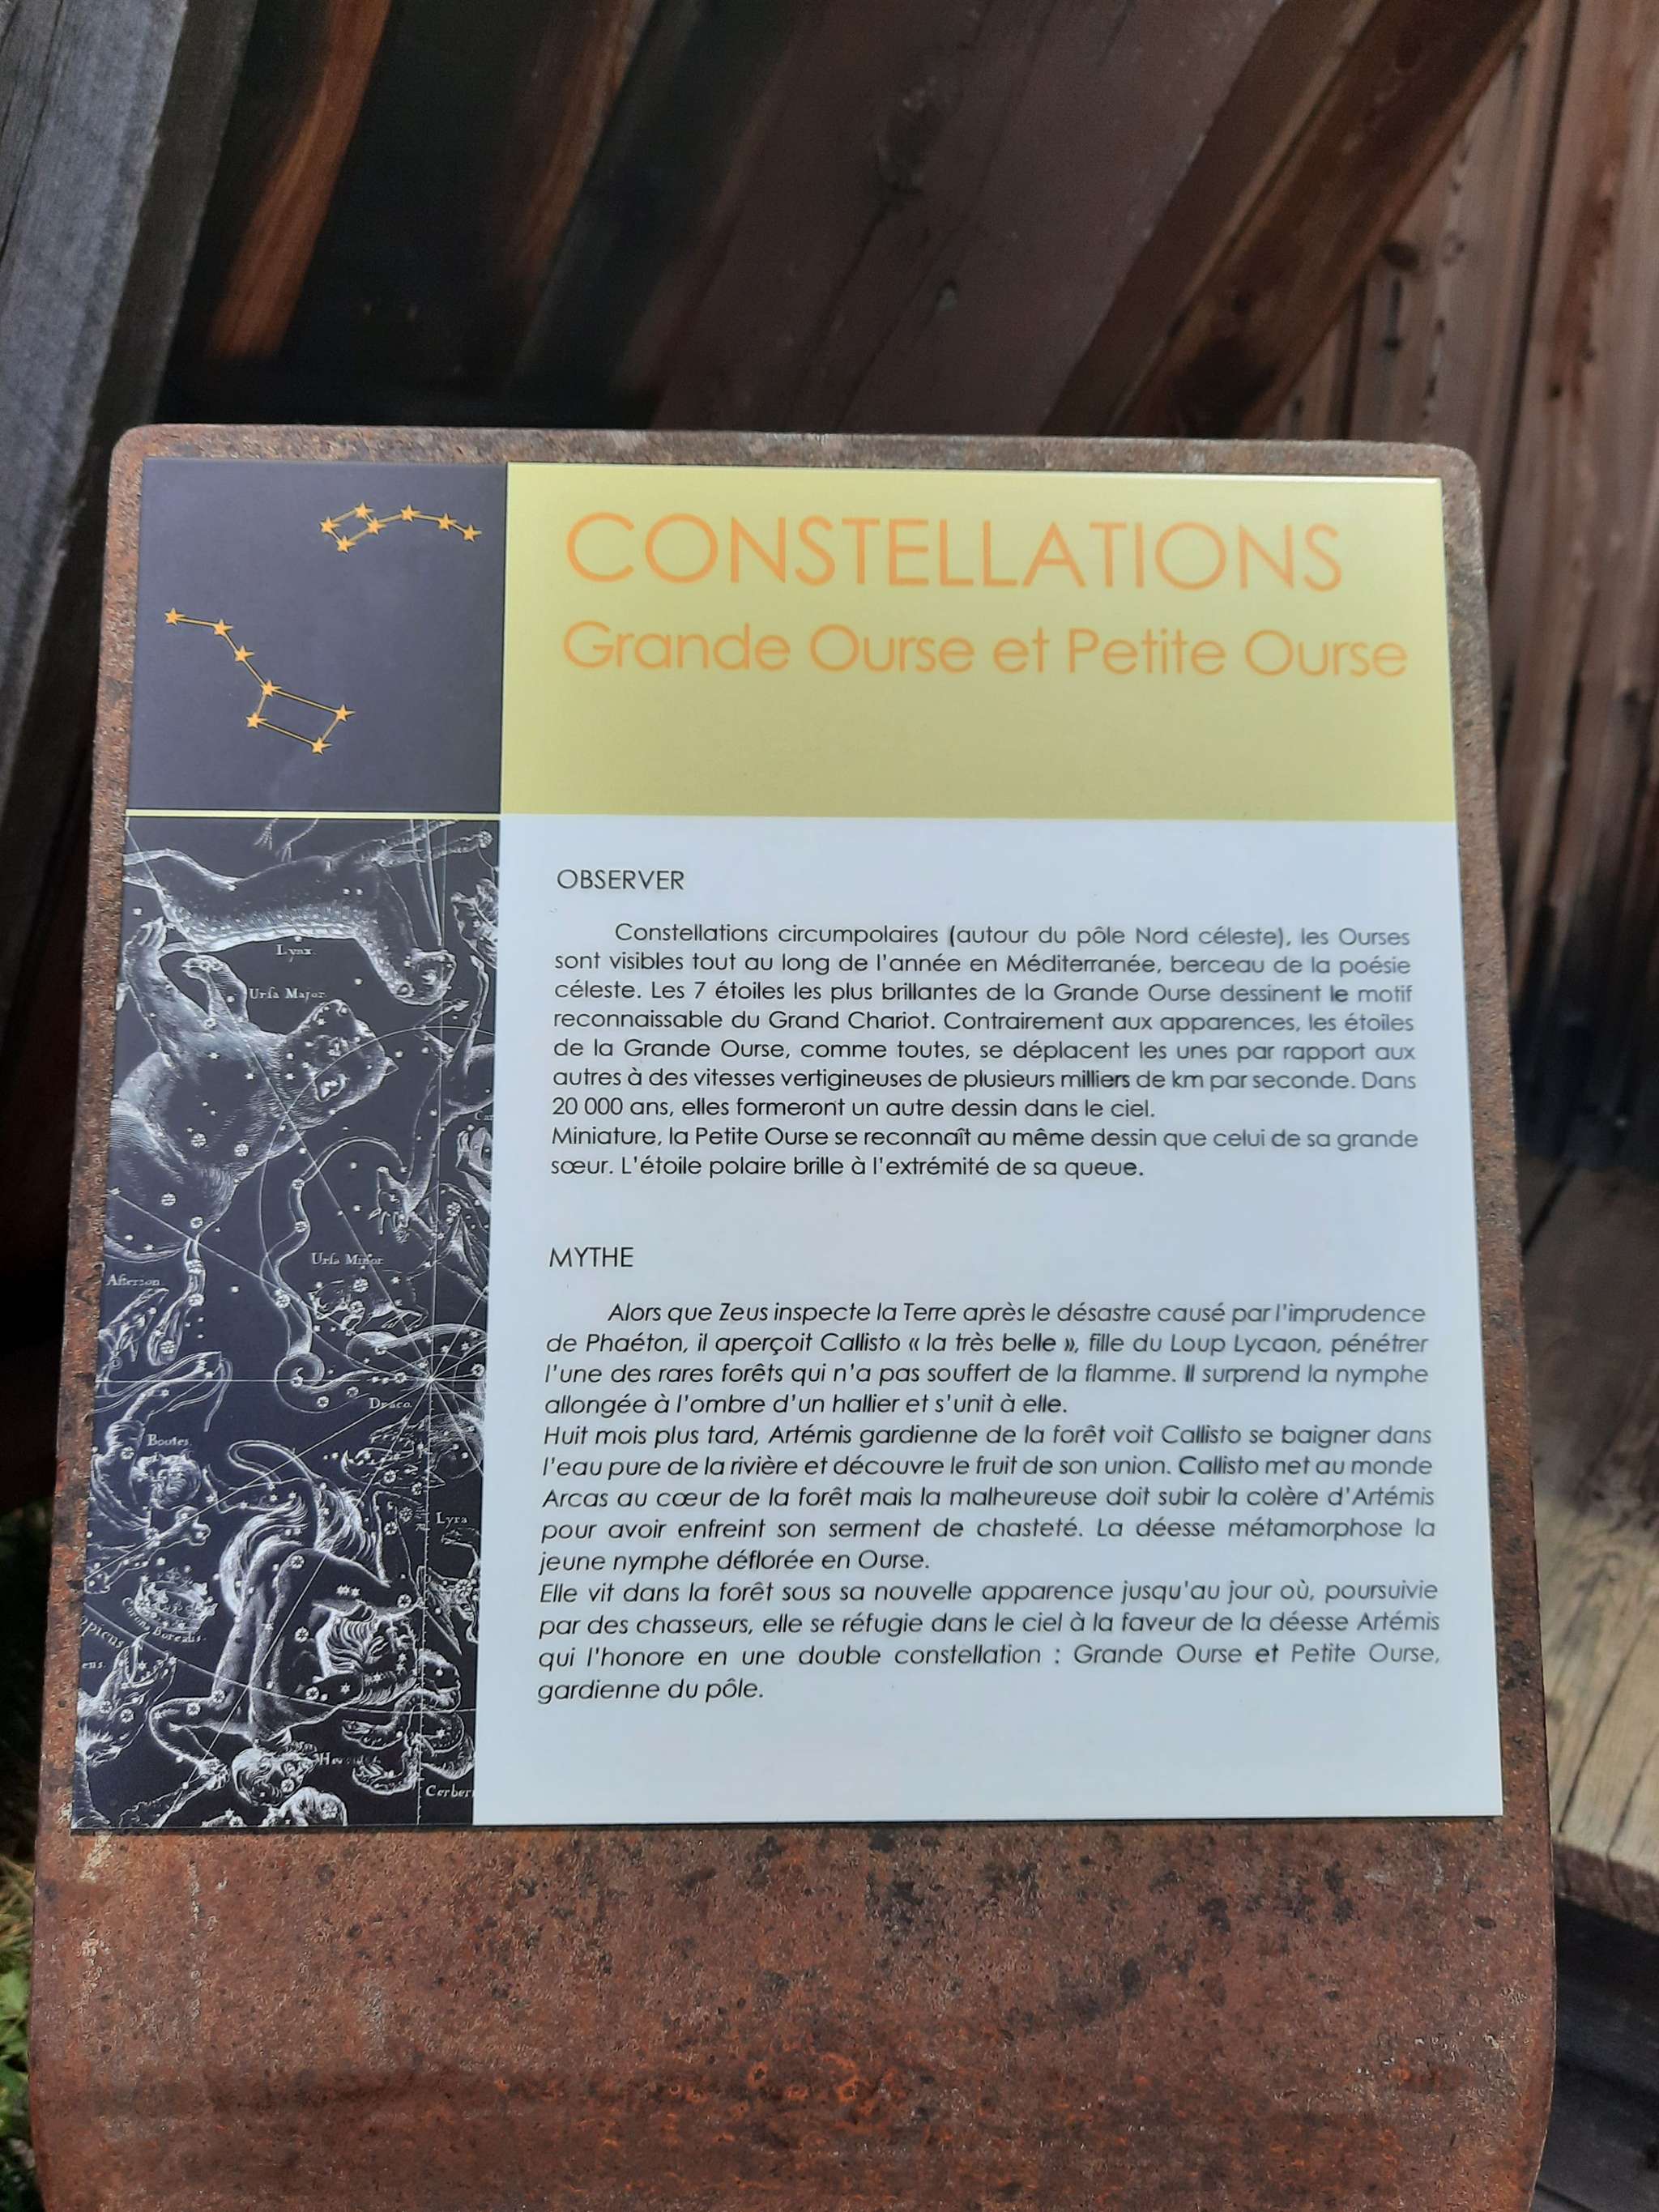 CONSTELLATIONS
Grande Ourse et Petite Ourse
OBSERVER
Constellations circumpolaires (autour du pôle Nord céleste), les Ourses
sont visibles tout au long de l'année en Méditerranée, berceau de la poésie
céleste. Les 7 étoiles les plus brillantes de la Grande Ourse dessinent le motif
reconnaissable du Grand Chariot. Contrairement aux apparences, les étoiles
de la Grande Ourse, comme toutes, se déplacent les unes par rapport aux
autres à des vitesses vertigineuses de plusieurs milliers de km par seconde. Dans
20 000 ans, elles formeront un autre dessin dans le ciel.
Miniature, la Petite Ourse se reconnaît au même dessin que celui de sa grande
sœur. L'étoile polaire brille à l'extrémité de sa queue.
MYTHE
Alors que Zeus inspecte la Terre après le désastre causé par l'imprudence
de Phaéton, il aperçoit Callisto « la très belle », fille du Loup Lycaon, pénétrer
l'une des rares forêts qui n'a pas souffert de la flamme. Il surprend la nymphe
allongée à l'ombre d'un hallier et s'unit à elle.
Huit mois plus tard, Artémis gardienne de la forêt voit Callisto se baigner dans
l'eau pure de la rivière et découvre le fruit de son union. Callisto met au monde
Arcas au cœur de la forêt mais la malheureuse doit subir la colère d'Artémis
pour avoir enfreint son serment de chasteté. La déesse métamorphose la
jeune nymphe déflorée en Ourse.
Elle vit dans la forêt sous sa nouvelle apparence jusqu'au jour où, poursuivie
par des chasseurs, elle se réfugie dans le ciel à la faveur de la déesse Artémis
qui l'honore en une double constellation : Grande Ourse et Petite Ourse,
gardienne du pôle.
Lynx
Ursa Major
Ursa Minor
Asterion
Draco
Bootes
Lyra
Corona Borealis
Cerber